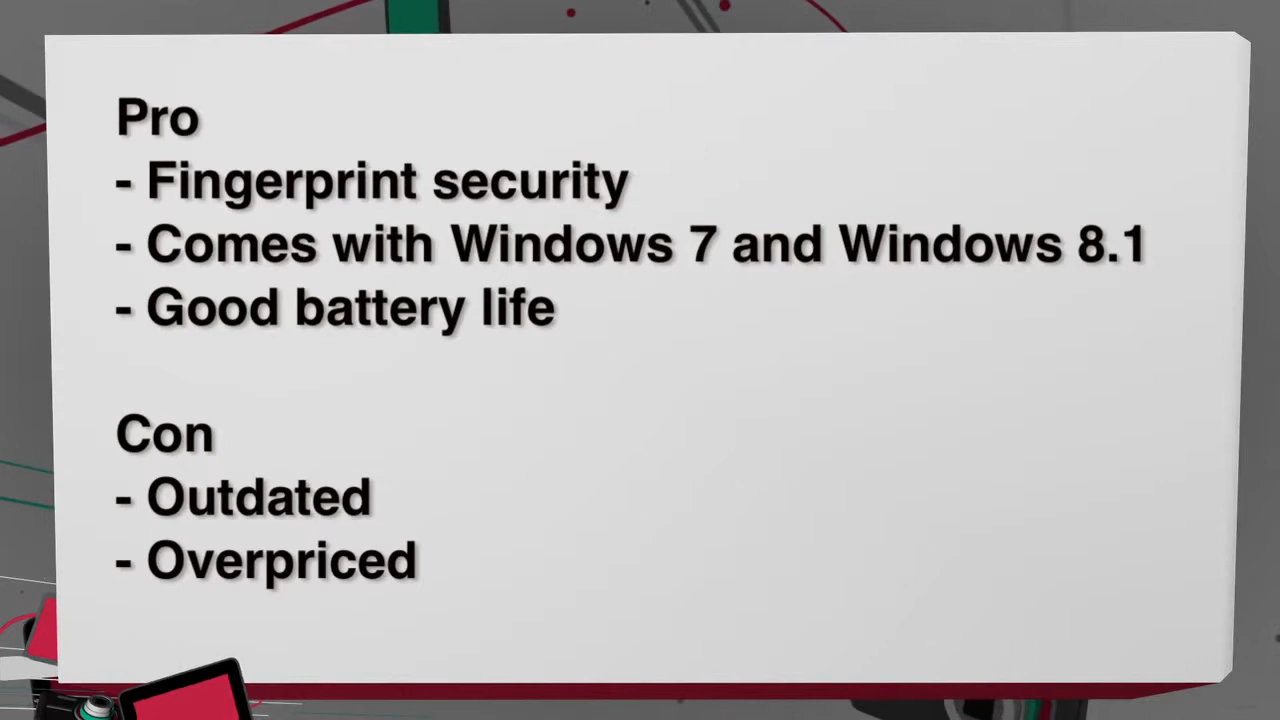 Pro
- Fingerprint security
- Comes with Windows 7 and Windows 8.1
- Good battery life
Con
- Outdated
- Overpriced